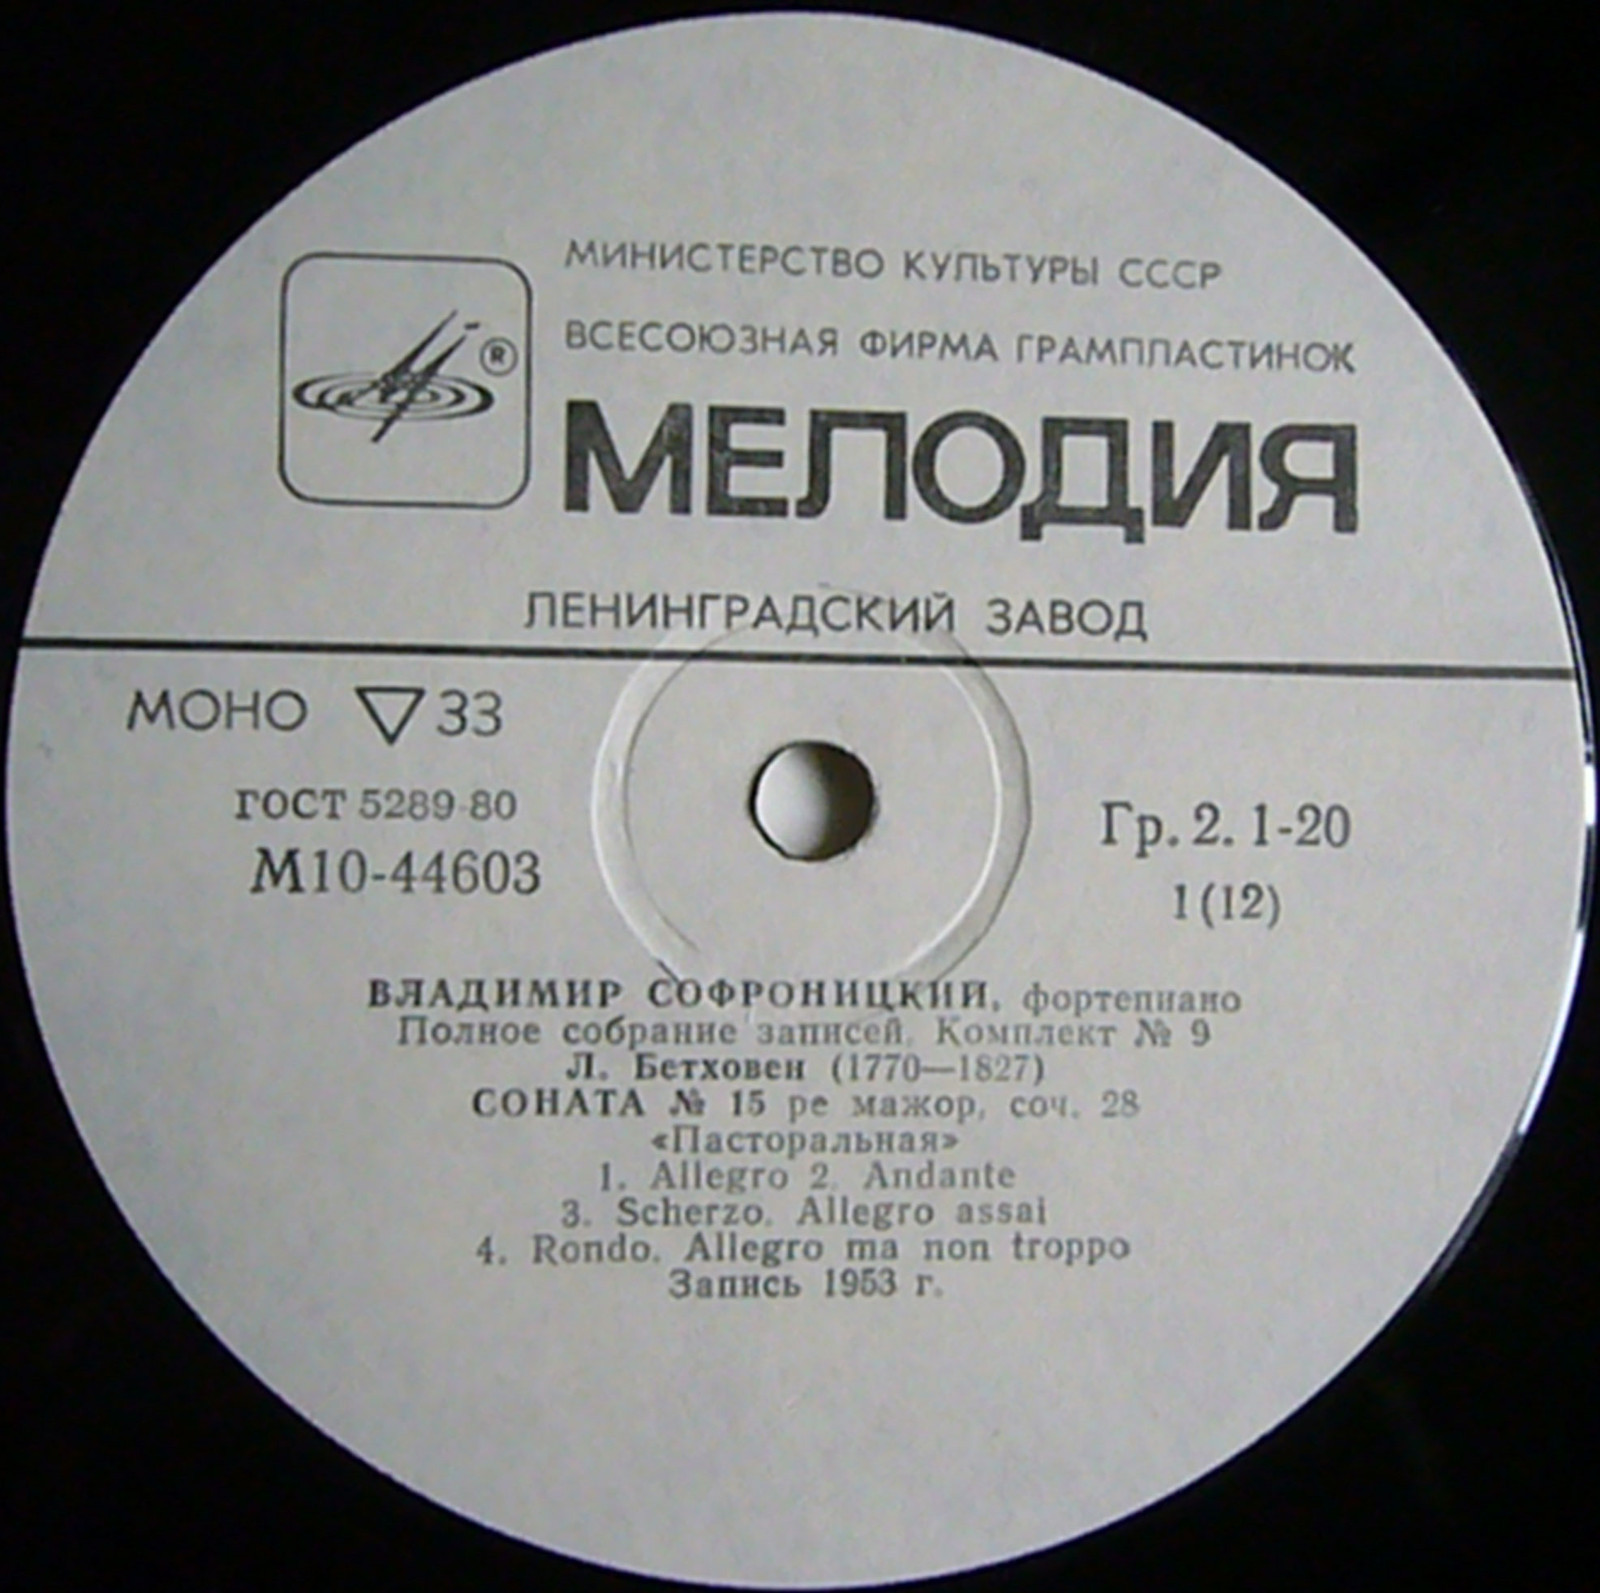 МИНИСТЕРСТВО КУЛЬТУРЫ СССР
ВСЕСОЮЗНАЯ ФИРМА ГРАМПЛАСТИНОК
®
МЕЛОДИЯ
ЛЕНИНГРАДСКИЙ ЗАВОД
МОНО ▽ 33
ГОСТ 5289-80
М10-44603
Гр. 2. 1-20
1 (12)
ВЛАДИМИР СОФРОНИЦКИЙ, фортепиано
Полное собрание записей. Комплект № 9
Л. Бетховен (1770—1827)
СОНАТА № 15 ре мажор, соч. 28
«Пасторальная»
1. Allegro 2. Andante
3. Scherzo. Allegro assai
4. Rondo. Allegro ma non troppo
Запись 1953 г.